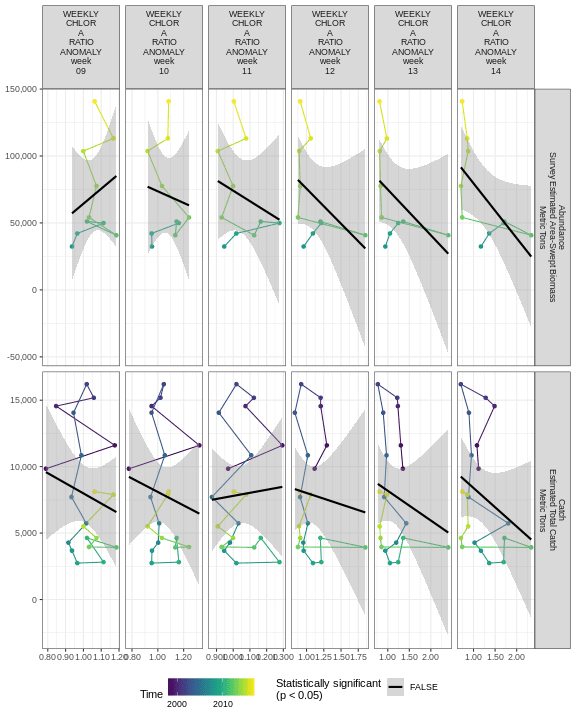 WEEKLY
CHLOR
A
RATIO
ANOMALY
week
09
WEEKLY
CHLOR
A
RATIO
ANOMALY
week
10
WEEKLY
CHLOR
A
RATIO
ANOMALY
week
11
WEEKLY
CHLOR
A
RATIO
ANOMALY
week
12
WEEKLY
CHLOR
A
RATIO
ANOMALY
week
13
WEEKLY
CHLOR
A
RATIO
ANOMALY
week
14
150,000
100,000
50,000
0
-50,000
Abundance
Survey Estimated Area-Swept Biomass
Metric Tons
15,000
10,000
5,000
0
Catch
Estimated Total Catch
Metric Tons
0.80 0.90 1.00 1.10 1.20
0.80 1.00 1.20
0.900 1.000 1.100 1.200 1.300
1.00 1.25 1.50 1.75
1.00 1.50 2.00
1.00 1.50 2.00
Time
2000 2010
Statistically significant
(p < 0.05)
FALSE